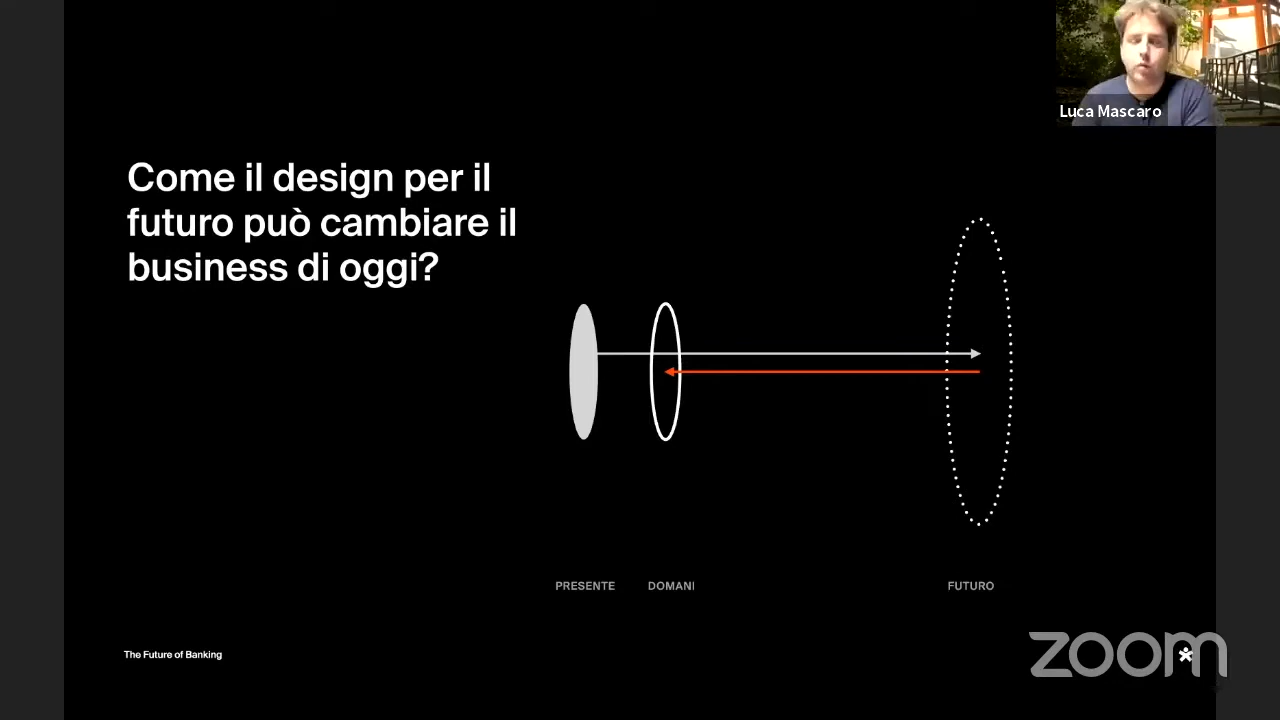 Luca Mascaro
Come il design per il
futuro può cambiare il
business di oggi?
PRESENTE
DOMANI
FUTURO
The Future of Banking
zoom